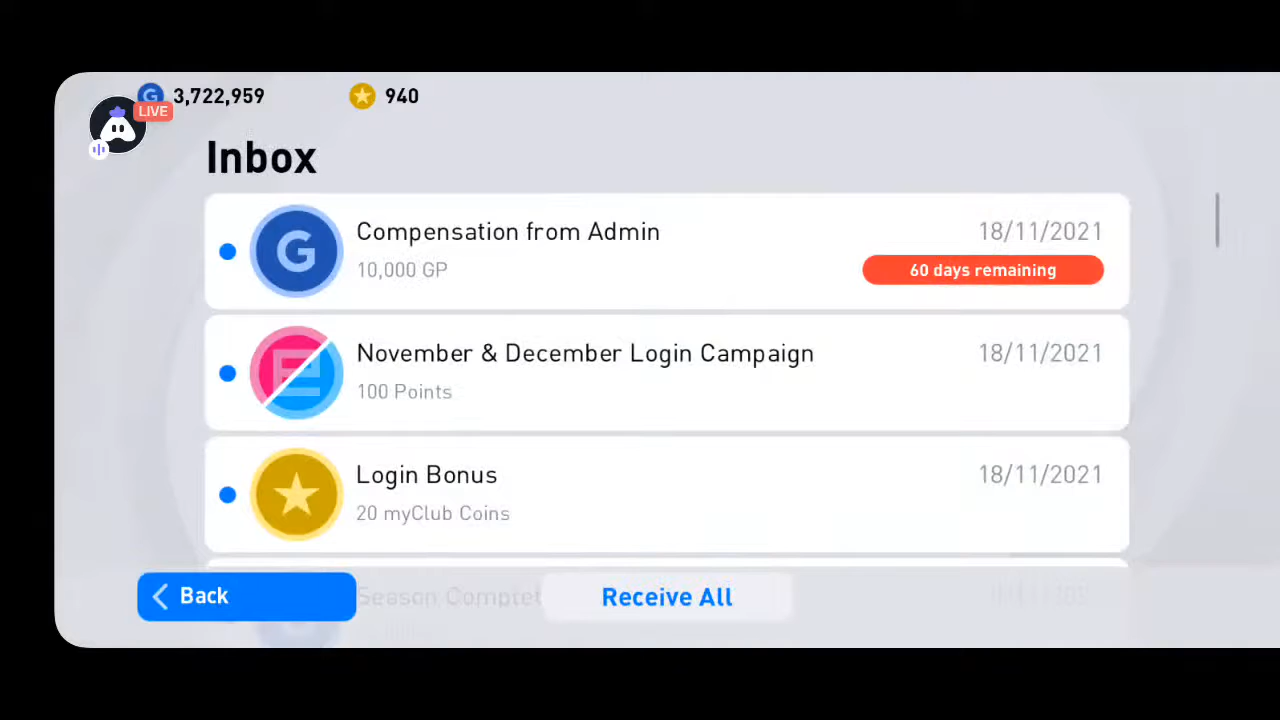 G 3,722,959 940
LIVE
Inbox
G
Compensation from Admin 18/11/2021
10,000 GP 60 days remaining
November & December Login Campaign 18/11/2021
100 Points
Login Bonus 18/11/2021
20 myClub Coins
Back Season Complet Receive All